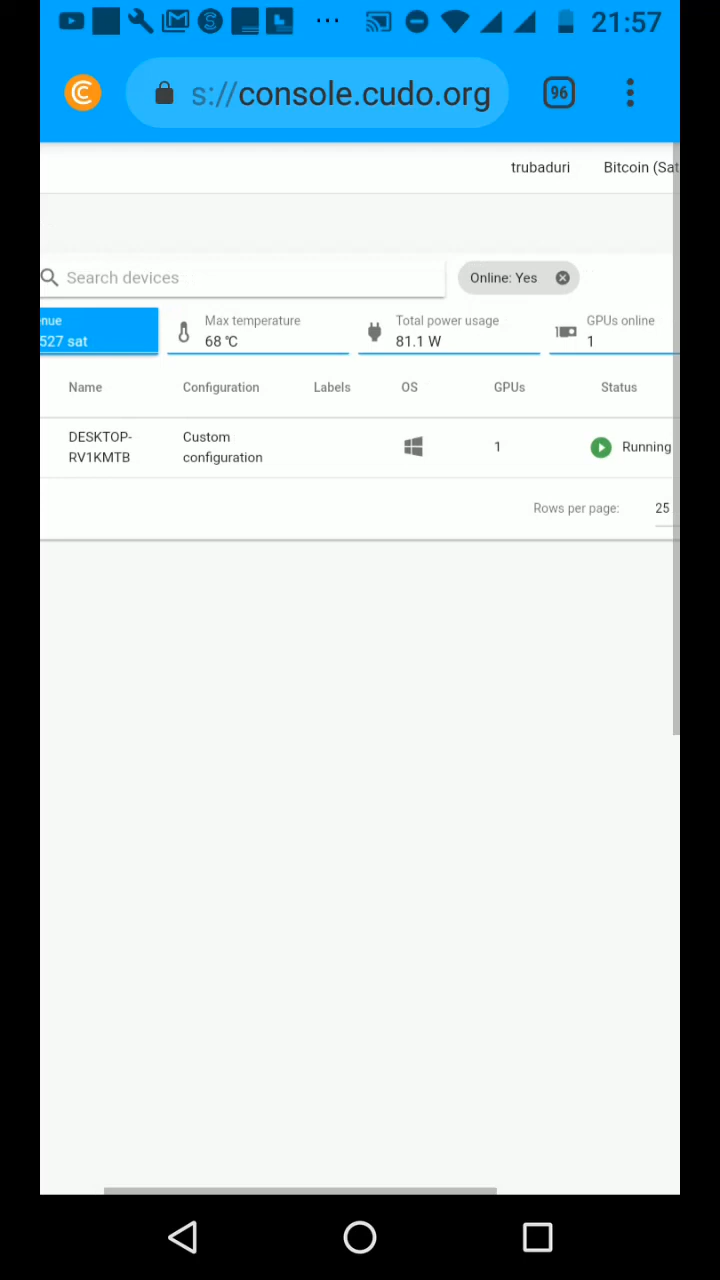 21:57
s://console.cudo.org
96
trubaduri Bitcoin (Sat
Search devices
Online: Yes
nue
527 sat
Max temperature
68 °C
Total power usage
81.1 W
GPUs online
1
Name Configuration Labels OS GPUs Status
DESKTOP-
RV1KMTB
Custom
configuration
1
Running
Rows per page: 25